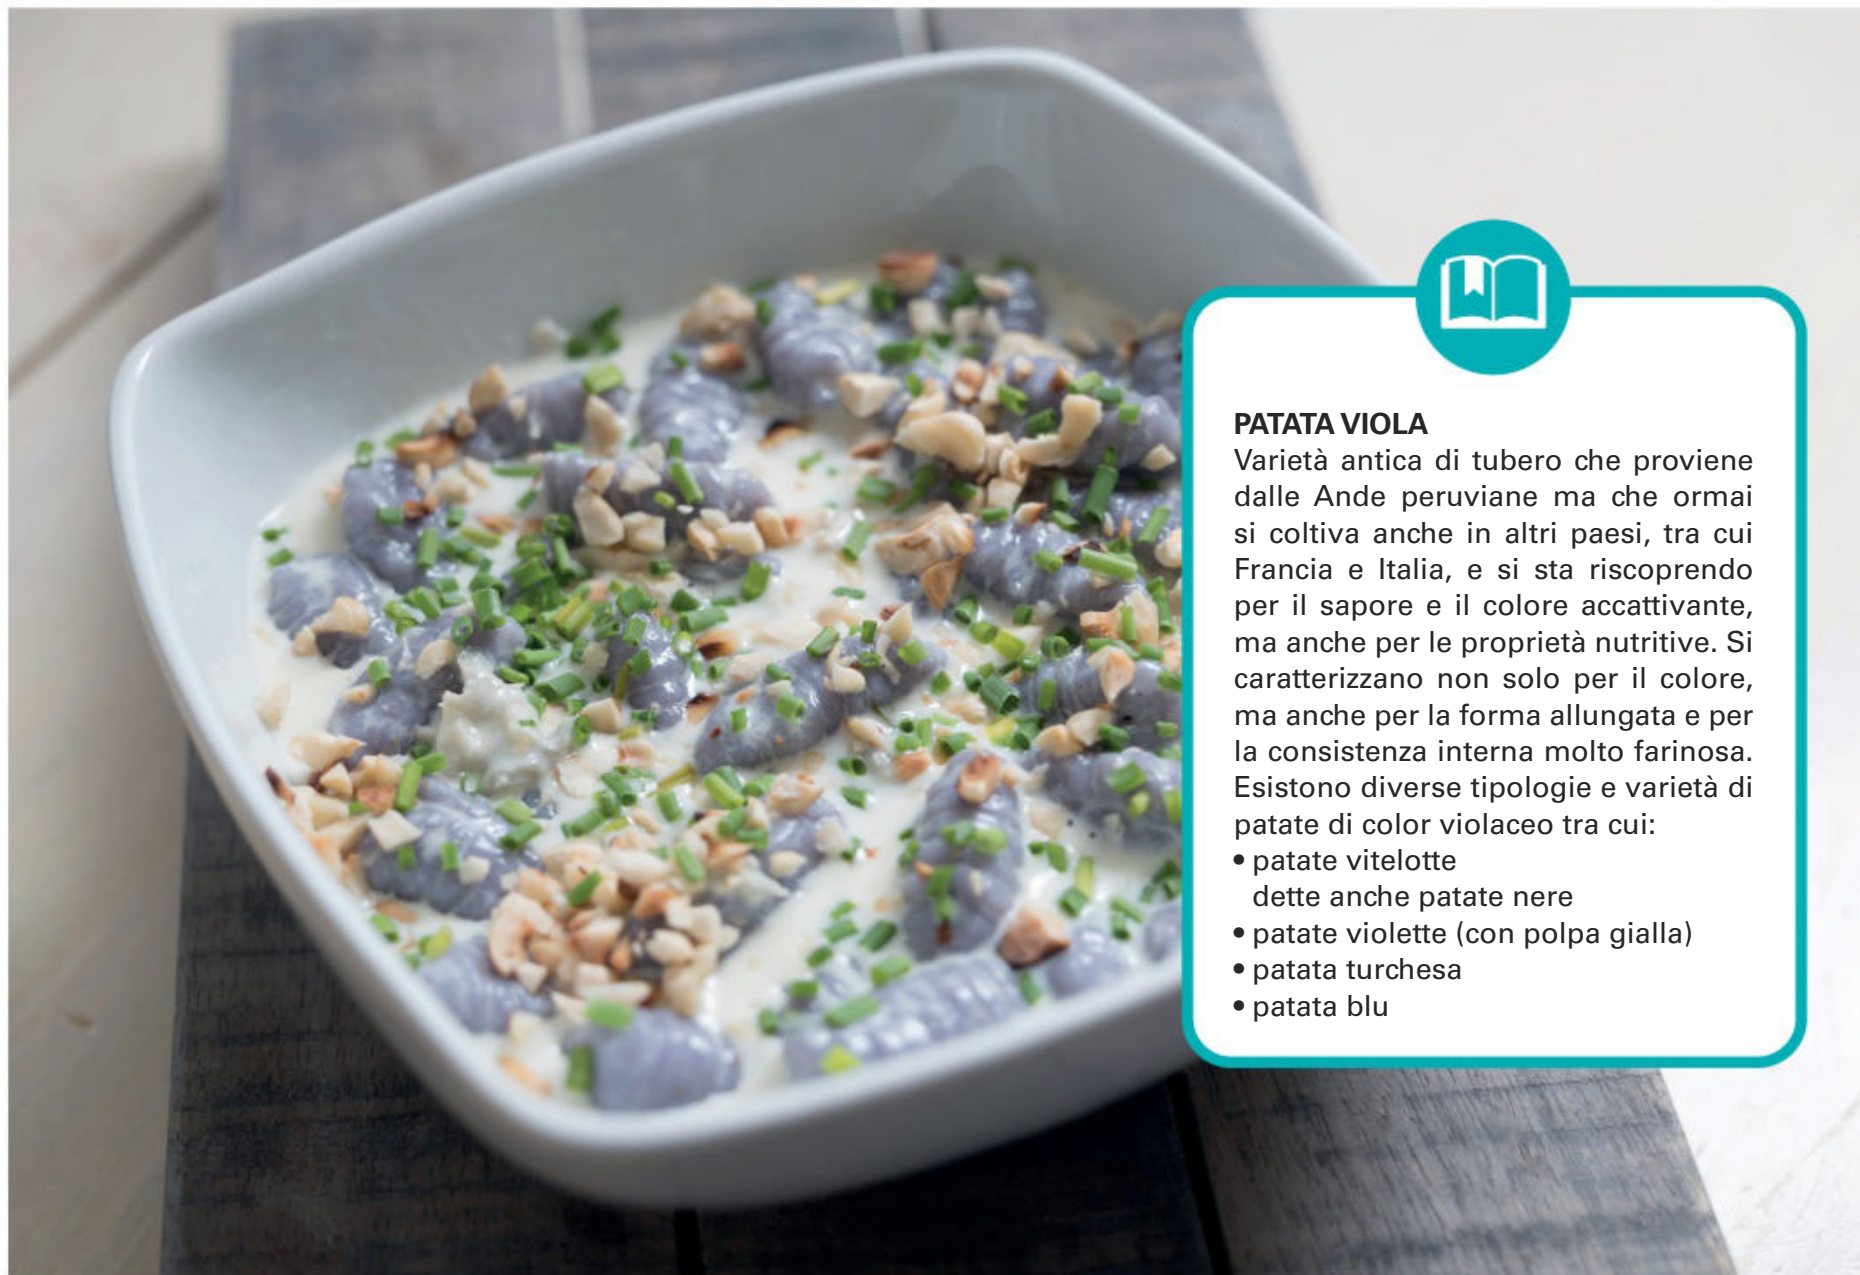 PATATA VIOLA
Varietà antica di tubero che proviene
dalle Ande peruviane ma che ormai
si coltiva anche in altri paesi, tra cui
Francia e Italia, e si sta riscoprendo
per il sapore e il colore accattivante,
ma anche per le proprietà nutritive. Si
caratterizzano non solo per il colore,
ma anche per la forma allungata e per
la consistenza interna molto farinosa.
Esistono diverse tipologie e varietà di
patate di color violaceo tra cui:
• patate vitelotte
dette anche patate nere
• patate violette (con polpa gialla)
• patata turchesa
• patata blu